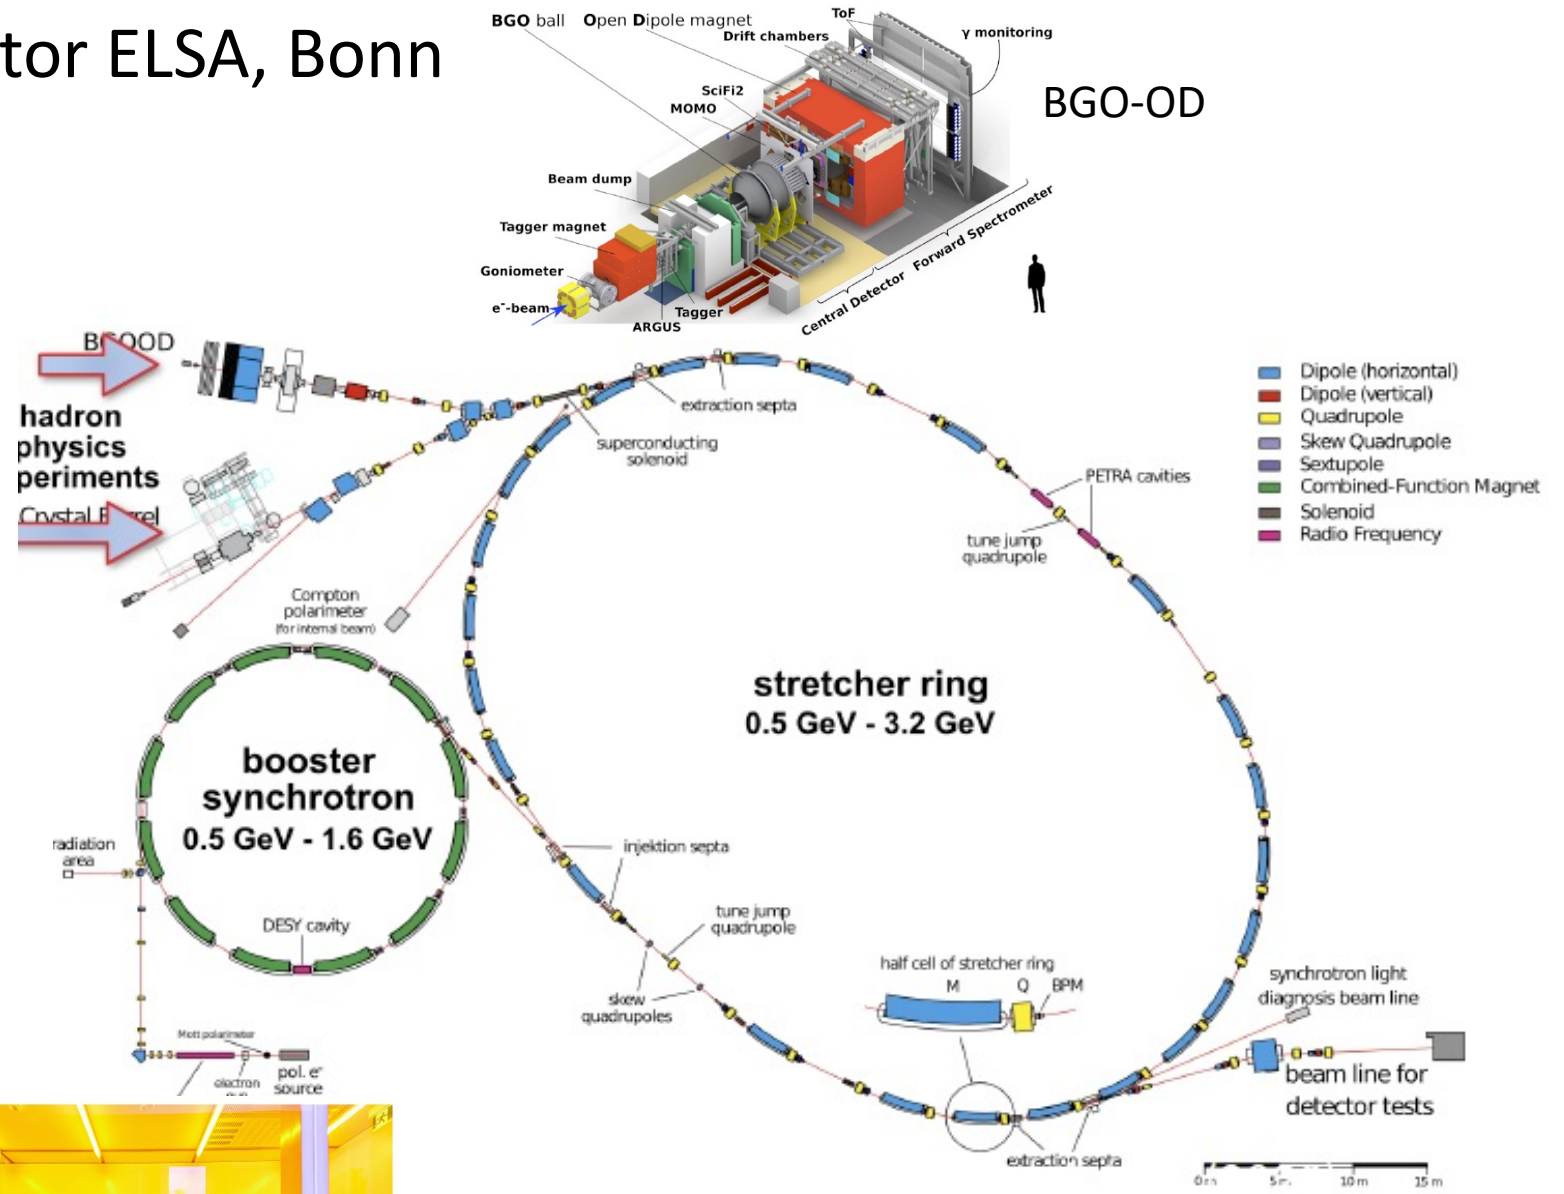 tor ELSA, Bonn
BGO ball
Open Dipole magnet
Drift chambers
ToF
γ monitoring
SciFi2
MOMO
BGO-OD
Beam dump
Tagger magnet
Goniometer
e⁻-beam
ARGUS
Tagger
Central Detector
Forward Spectrometer
BGOOD
hadron
physics
periments
Crystal Barrel
extraction septa
superconducting
solenoid
PETRA cavities
tune jump
quadrupole
Dipole (horizontal)
Dipole (vertical)
Quadrupole
Skew Quadrupole
Sextupole
Combined-Function Magnet
Solenoid
Radio Frequency
Compton
polarimeter
(for internal beam)
stretcher ring
0.5 GeV - 3.2 GeV
booster
synchrotron
0.5 GeV - 1.6 GeV
radiation
area
DESY cavity
injektion septa
tune jump
quadrupole
skew
quadrupoles
half cell of stretcher ring
M
Q
BPM
synchrotron light
diagnosis beam line
Mott polarimeter
electron
pol. e⁻
source
beam line for
detector tests
extraction septa
10 m
15 m